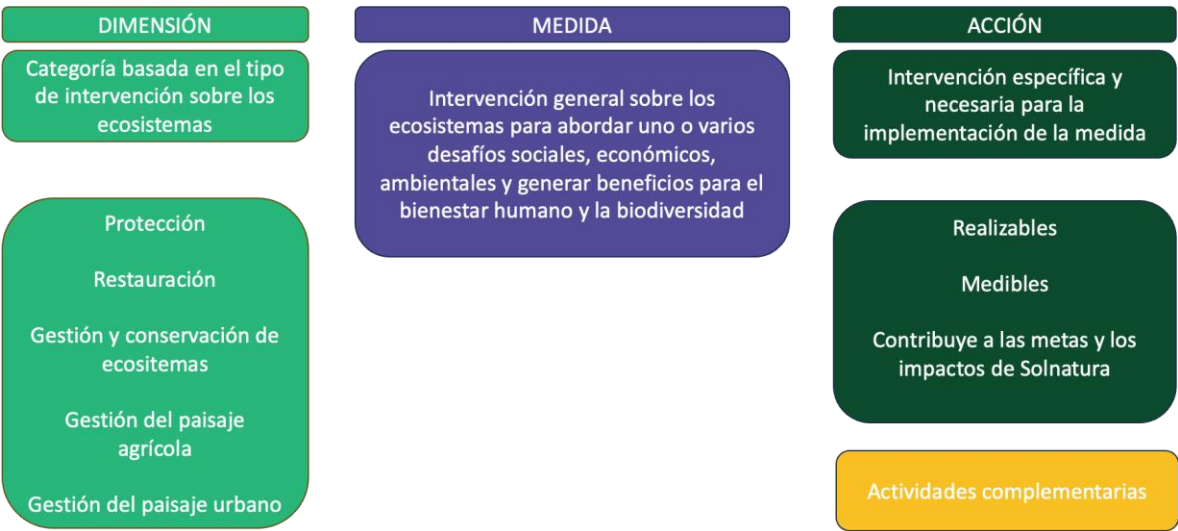 DIMENSIÓN
Categoría basada en el tipo
de intervención sobre los
ecosistemas
Protección
Restauración
Gestión y conservación de
ecositemas
Gestión del paisaje
agrícola
Gestión del paisaje urbano
MEDIDA
Intervención general sobre los
ecosistemas para abordar uno o varios
desafíos sociales, económicos,
ambientales y generar beneficios para el
bienestar humano y la biodiversidad
ACCIÓN
Intervención específica y
necesaria para la
implementación de la medida
Realizables
Medibles
Contribuye a las metas y los
impactos de Solnatura
Actividades complementarias